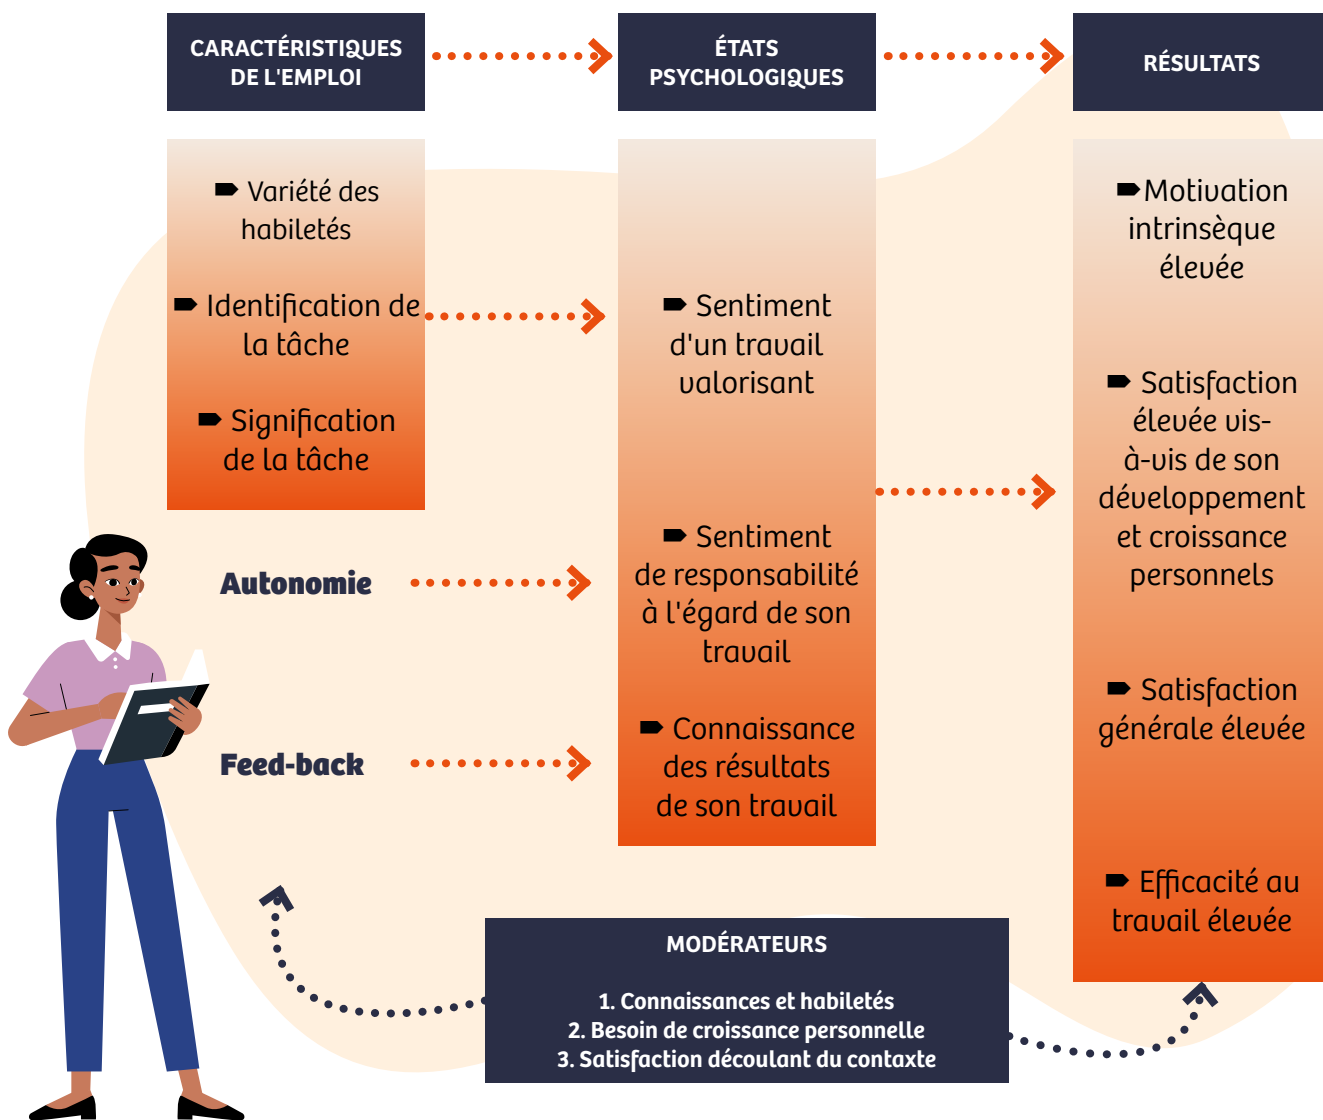 CARACTÉRISTIQUES
DE L'EMPLOI
ÉTATS
PSYCHOLOGIQUES
RÉSULTATS
Variété des
habiletés
Identification de
la tâche
Signification
de la tâche
Autonomie
Feed-back
Sentiment
d'un travail
valorisant
Sentiment
de responsabilité
à l'égard de son
travail
Connaissance
des résultats
de son travail
Motivation
intrinsèque
élevée
Satisfaction
élevée vis-
à-vis de son
développement
et croissance
personnels
Satisfaction
générale élevée
Efficacité au
travail élevée
MODÉRATEURS
1. Connaissances et habiletés
2. Besoin de croissance personnelle
3. Satisfaction découlant du contaxte